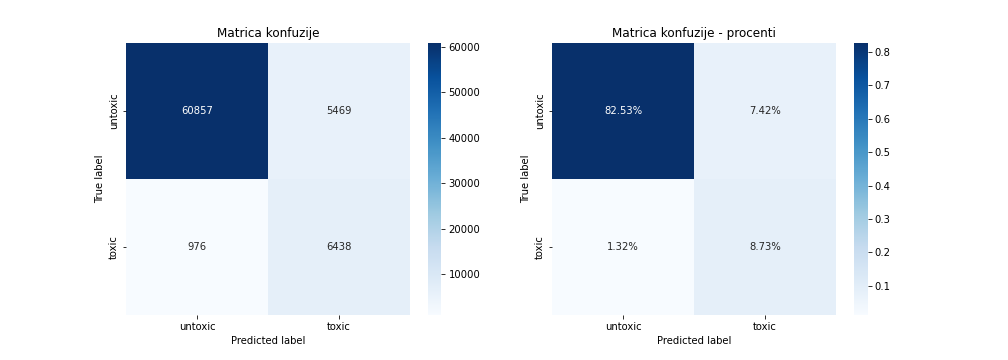 Matrica konfuzije
True label
untoxic
toxic
60857
5469
976
6438
untoxic
toxic
Predicted label
60000
50000
40000
30000
20000
10000
Matrica konfuzije - procenti
True label
untoxic
toxic
82.53%
7.42%
1.32%
8.73%
untoxic
toxic
Predicted label
0.8
0.7
0.6
0.5
0.4
0.3
0.2
0.1